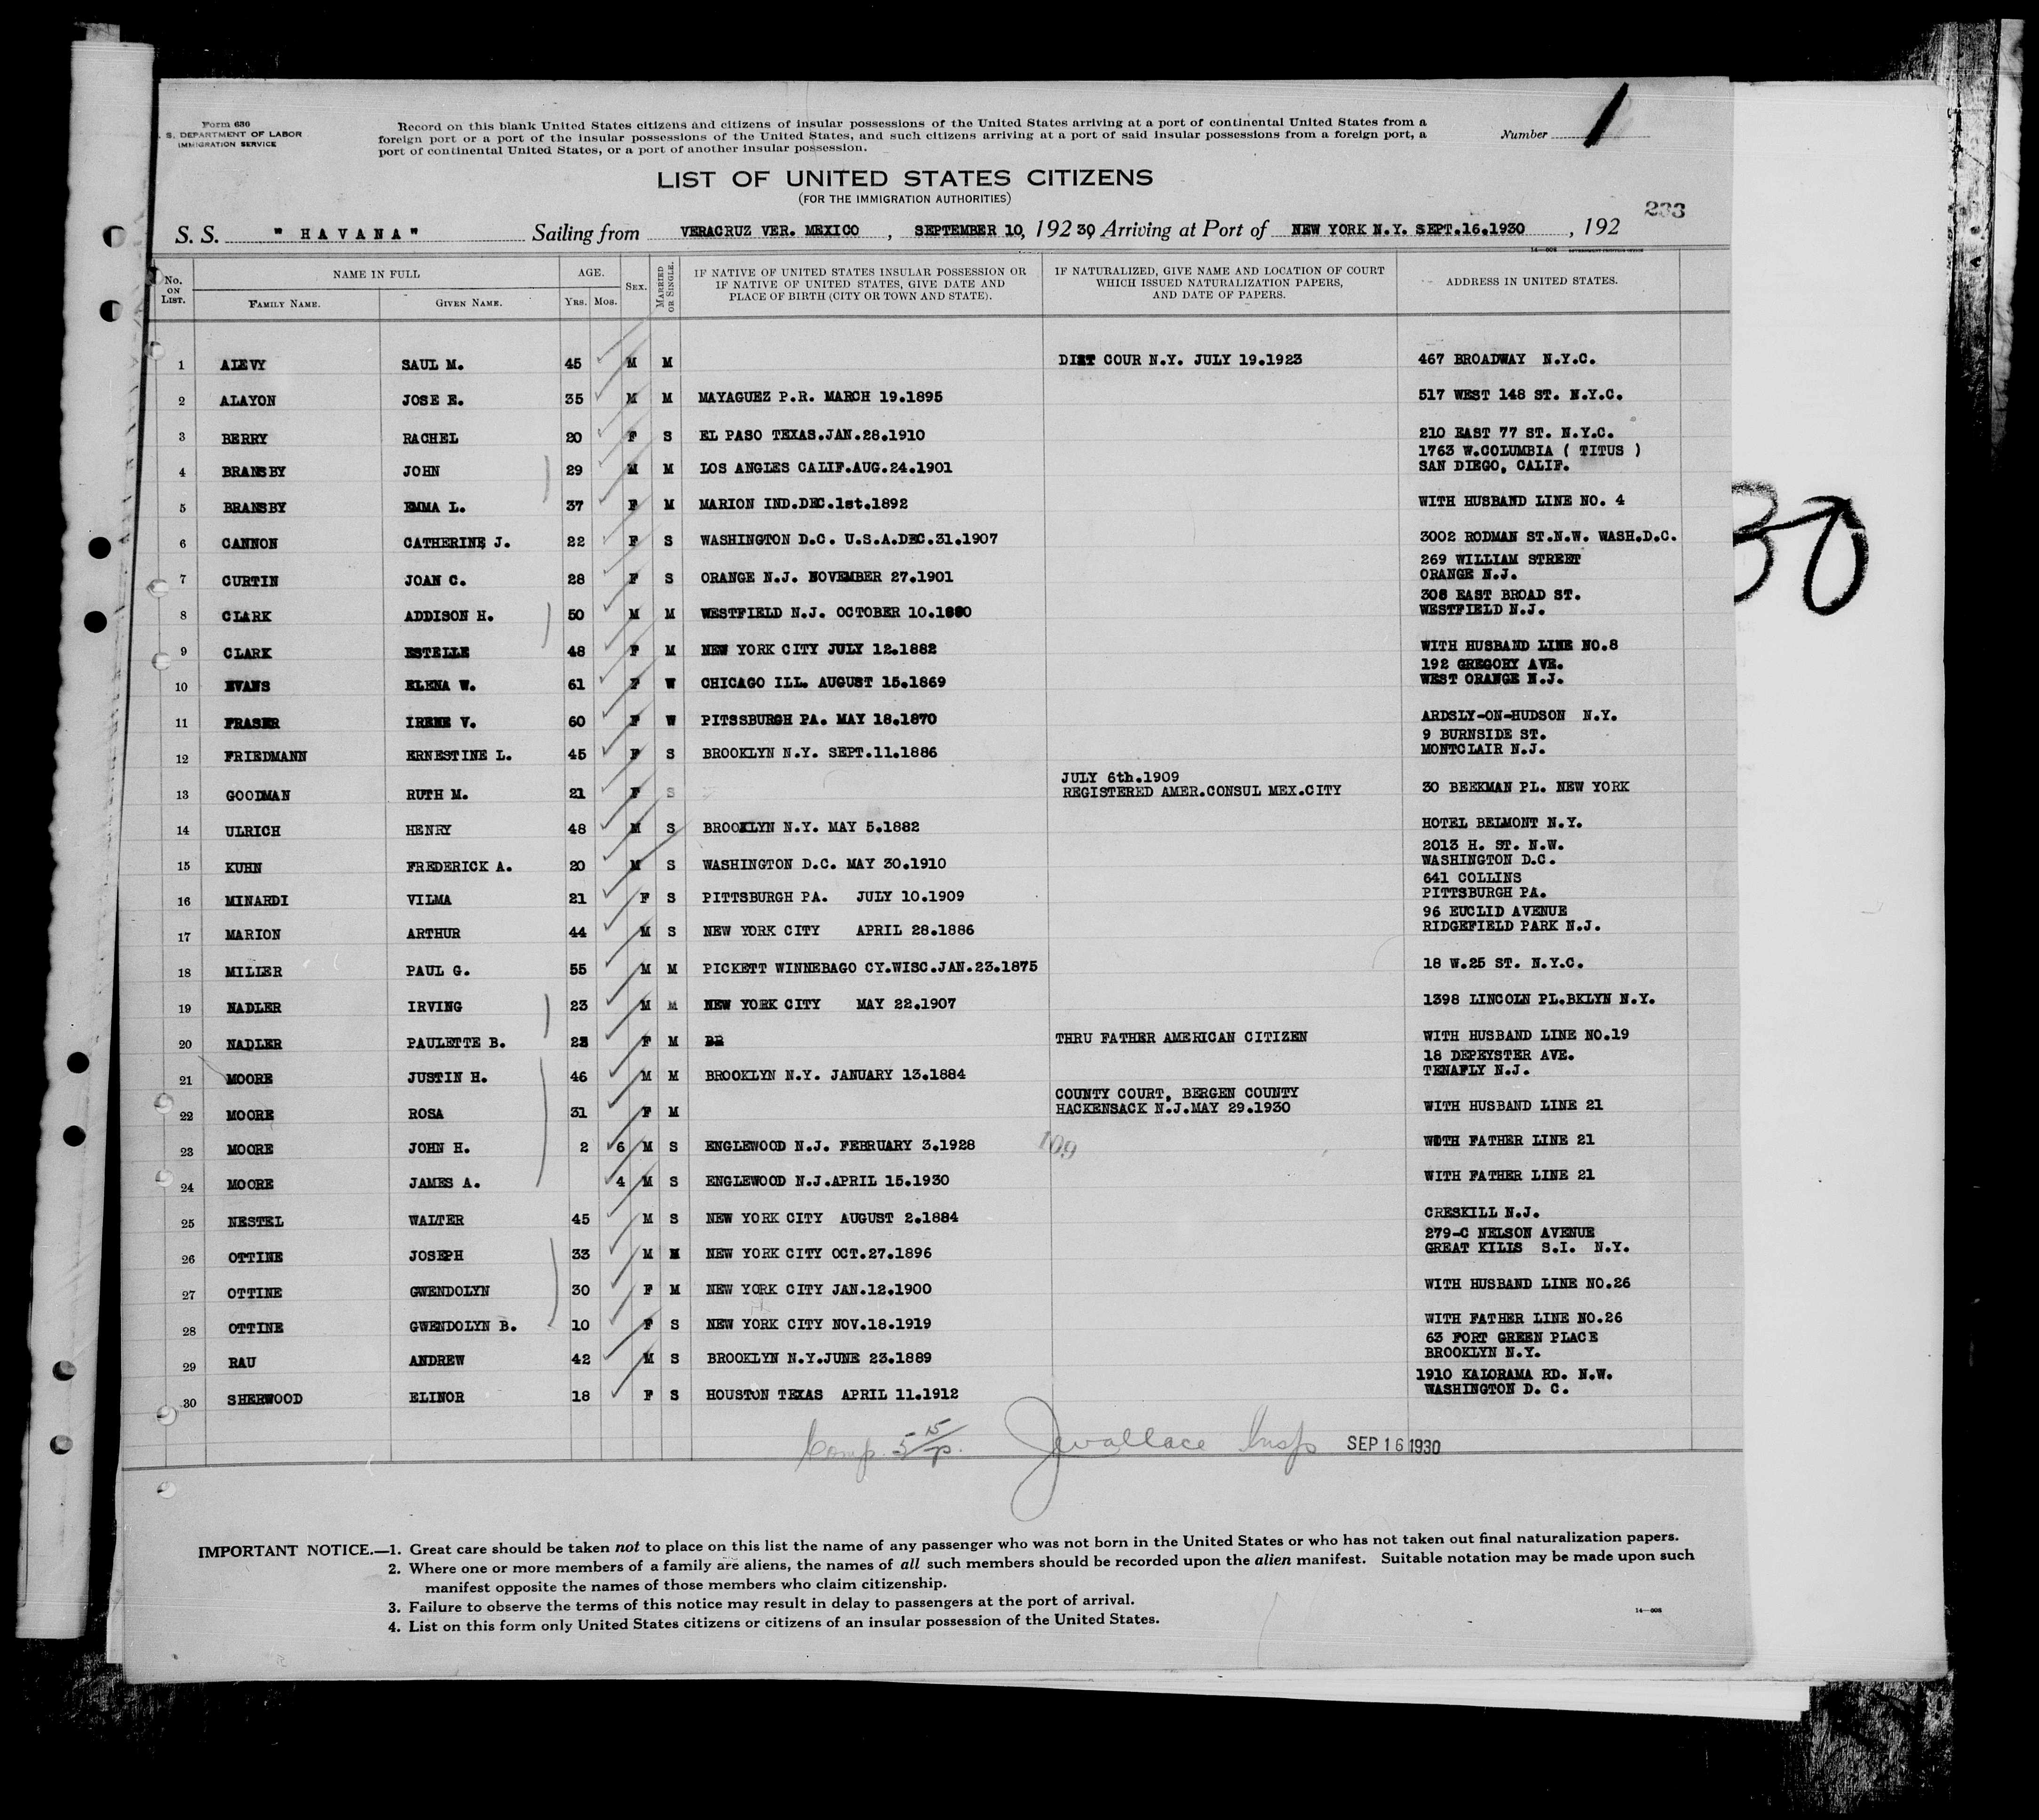 Form 630
S. DEPARTMENT OF LABOR
IMMIGRATION SERVICE
Record on this blank United States citizens and citizens of insular possessions of the United States arriving at a port of continental United States from a
foreign port or a port of the insular possessions of the United States, and such citizens arriving at a port of said insular possessions from a foreign port, a
port of continental United States, or a port of another insular possession.
Number 1
LIST OF UNITED STATES CITIZENS
(FOR THE IMMIGRATION AUTHORITIES)
233
S. S. "HAVANA" Sailing from VERACRUZ VER. MEXICO, SEPTEMBER 10, 192 30, Arriving at Port of NEW YORK N.Y. SEPT.16.1930, 192
No. ON LIST. NAME IN FULL FAMILY NAME. GIVEN NAME. AGE. YRS. MOS. SEX. MARRIED OR SINGLE. IF NATIVE OF UNITED STATES INSULAR POSSESSION OR IF NATIVE OF UNITED STATES, GIVE DATE AND PLACE OF BIRTH (CITY OR TOWN AND STATE). IF NATURALIZED, GIVE NAME AND LOCATION OF COURT WHICH ISSUED NATURALIZATION PAPERS, AND DATE OF PAPERS. ADDRESS IN UNITED STATES.
1 ALEVY SAUL M. 45 M M DIST COUR N.Y. JULY 19.1923 467 BROADWAY N.Y.C.
2 ALAYON JOSE E. 35 M M MAYAGUEZ P.R. MARCH 19.1895 517 WEST 148 ST. N.Y.C.
3 BERRY RACHEL 20 F S EL PASO TEXAS.JAN.28.1910 210 EAST 77 ST. N.Y.C.
4 BRANSBY JOHN 29 M M LOS ANGLES CALIF.AUG.24.1901 1763 W.COLUMBIA ( TITUS )
SAN DIEGO, CALIF.
5 BRANSBY EMMA L. 37 F M MARION IND.DEC.1st.1892 WITH HUSBAND LINE NO. 4
6 CANNON CATHERINE J. 22 F S WASHINGTON D.C. U.S.A.DEC.31.1907 3002 RODMAN ST.N.W. WASH.D.C.
7 CURTIN JOAN C. 28 F S ORANGE N.J. NOVEMBER 27.1901 269 WILLIAM STREET
ORANGE N.J.
8 CLARK ADDISON H. 50 M M WESTFIELD N.J. OCTOBER 10.1880 308 EAST BROAD ST.
WESTFIELD N.J.
9 CLARK ESTELLE 48 F M NEW YORK CITY JULY 12.1882 WITH HUSBAND LINE NO.8
10 EVANS ELENA W. 61 F W CHICAGO ILL. AUGUST 15.1869 192 GREGORY AVE.
WEST ORANGE N.J.
11 FRASER IRENE V. 60 F W PITSSBURGH PA. MAY 18.1870 ARDSLY-ON-HUDSON N.Y.
12 FRIEDMANN ERNESTINE L. 45 F S BROOKLYN N.Y. SEPT.11.1886 9 BURNSIDE ST.
MONTCLAIR N.J.
13 GOODMAN RUTH M. 21 F S JULY 6th.1909
REGISTERED AMER.CONSUL MEX.CITY 30 BEEKMAN PL. NEW YORK
14 ULRICH HENRY 48 M S BROOKLYN N.Y. MAY 5.1882 HOTEL BELMONT N.Y.
15 KUHN FREDERICK A. 20 M S WASHINGTON D.C. MAY 30.1910 2013 H. ST. N.W.
WASHINGTON D.C.
16 MINARDI VILMA 21 F S PITTSBURGH PA. JULY 10.1909 641 COLLINS
PITTSBURGH PA.
17 MARION ARTHUR 44 M S NEW YORK CITY APRIL 28.1886 96 EUCLID AVENUE
RIDGEFIELD PARK N.J.
18 MILLER PAUL G. 55 M M PICKETT WINNEBAGO CY.WISC.JAN.23.1875 18 W.25 ST. N.Y.C.
19 NADLER IRVING 23 M M NEW YORK CITY MAY 22.1907 1398 LINCOLN PL.BKLYN N.Y.
20 NADLER PAULETTE B. 23 F M THRU FATHER AMERICAN CITIZEN WITH HUSBAND LINE NO.19
21 MOORE JUSTIN H. 46 M M BROOKLYN N.Y. JANUARY 13.1884 18 DEPEYSTER AVE.
TENAFLY N.J.
22 MOORE ROSA 31 F M COUNTY COURT, BERGEN COUNTY
HACKENSACK N.J.MAY 29.1930 WITH HUSBAND LINE 21
23 MOORE JOHN H. 2 6 M S ENGLEWOOD N.J. FEBRUARY 3.1928 109 WITH FATHER LINE 21
24 MOORE JAMES A. 4 M S ENGLEWOOD N.J.APRIL 15.1930 WITH FATHER LINE 21
25 NESTEL WALTER 45 M S NEW YORK CITY AUGUST 2.1884 CRESKILL N.J.
26 OTTINE JOSEPH 33 M M NEW YORK CITY OCT.27.1896 279-C NELSON AVENUE
GREAT KILLS S.I. N.Y.
27 OTTINE GWENDOLYN 30 F M NEW YORK CITY JAN.12.1900 WITH HUSBAND LINE NO.26
28 OTTINE GWENDOLYN B. 10 F S NEW YORK CITY NOV.18.1919 WITH FATHER LINE NO.26
29 RAU ANDREW 42 M S BROOKLYN N.Y.JUNE 23.1889 63 FORT GREEN PLACE
BROOKLYN N.Y.
30 SHERWOOD ELINOR 18 F S HOUSTON TEXAS APRIL 11.1912 1910 KALORAMA RD. N.W.
WASHINGTON D. C.
Comp. 5 15/p. JWallace Insp SEP 16 1930
IMPORTANT NOTICE.—1. Great care should be taken not to place on this list the name of any passenger who was not born in the United States or who has not taken out final naturalization papers.
2. Where one or more members of a family are aliens, the names of all such members should be recorded upon the alien manifest. Suitable notation may be made upon such
manifest opposite the names of those members who claim citizenship.
3. Failure to observe the terms of this notice may result in delay to passengers at the port of arrival.
4. List on this form only United States citizens or citizens of an insular possession of the United States.
30